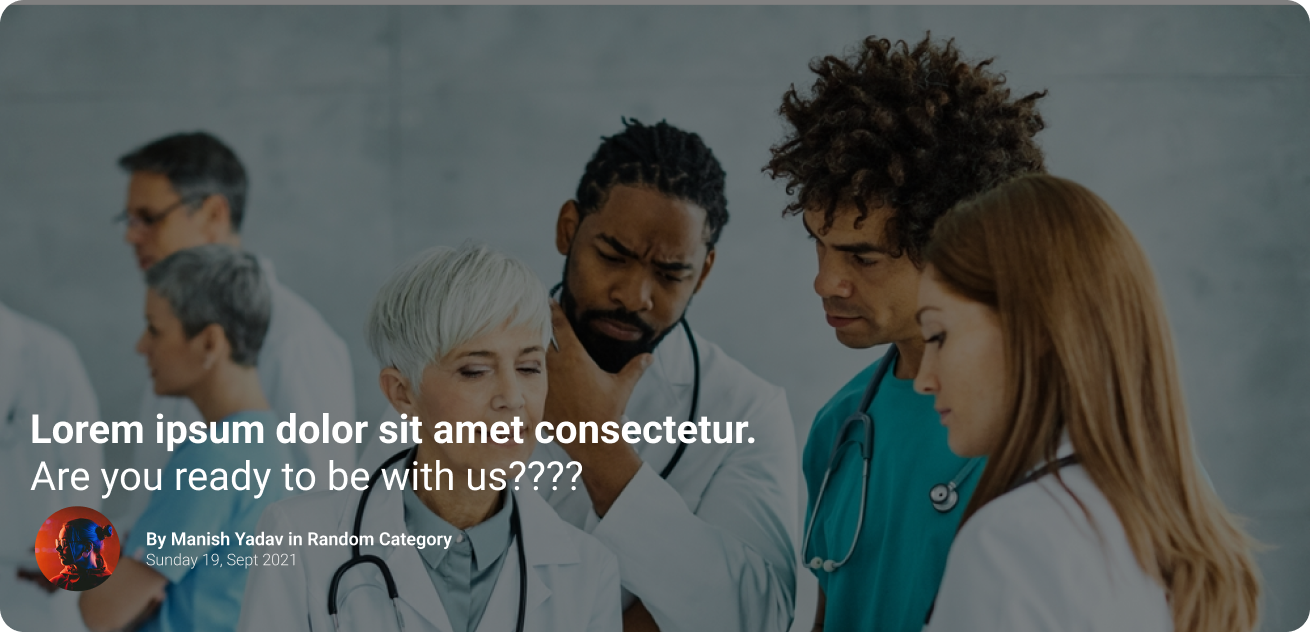 Lorem ipsum dolor sit amet consectetur.
Are you ready to be with us????
By Manish Yadav in Random Category
Sunday 19, Sept 2021